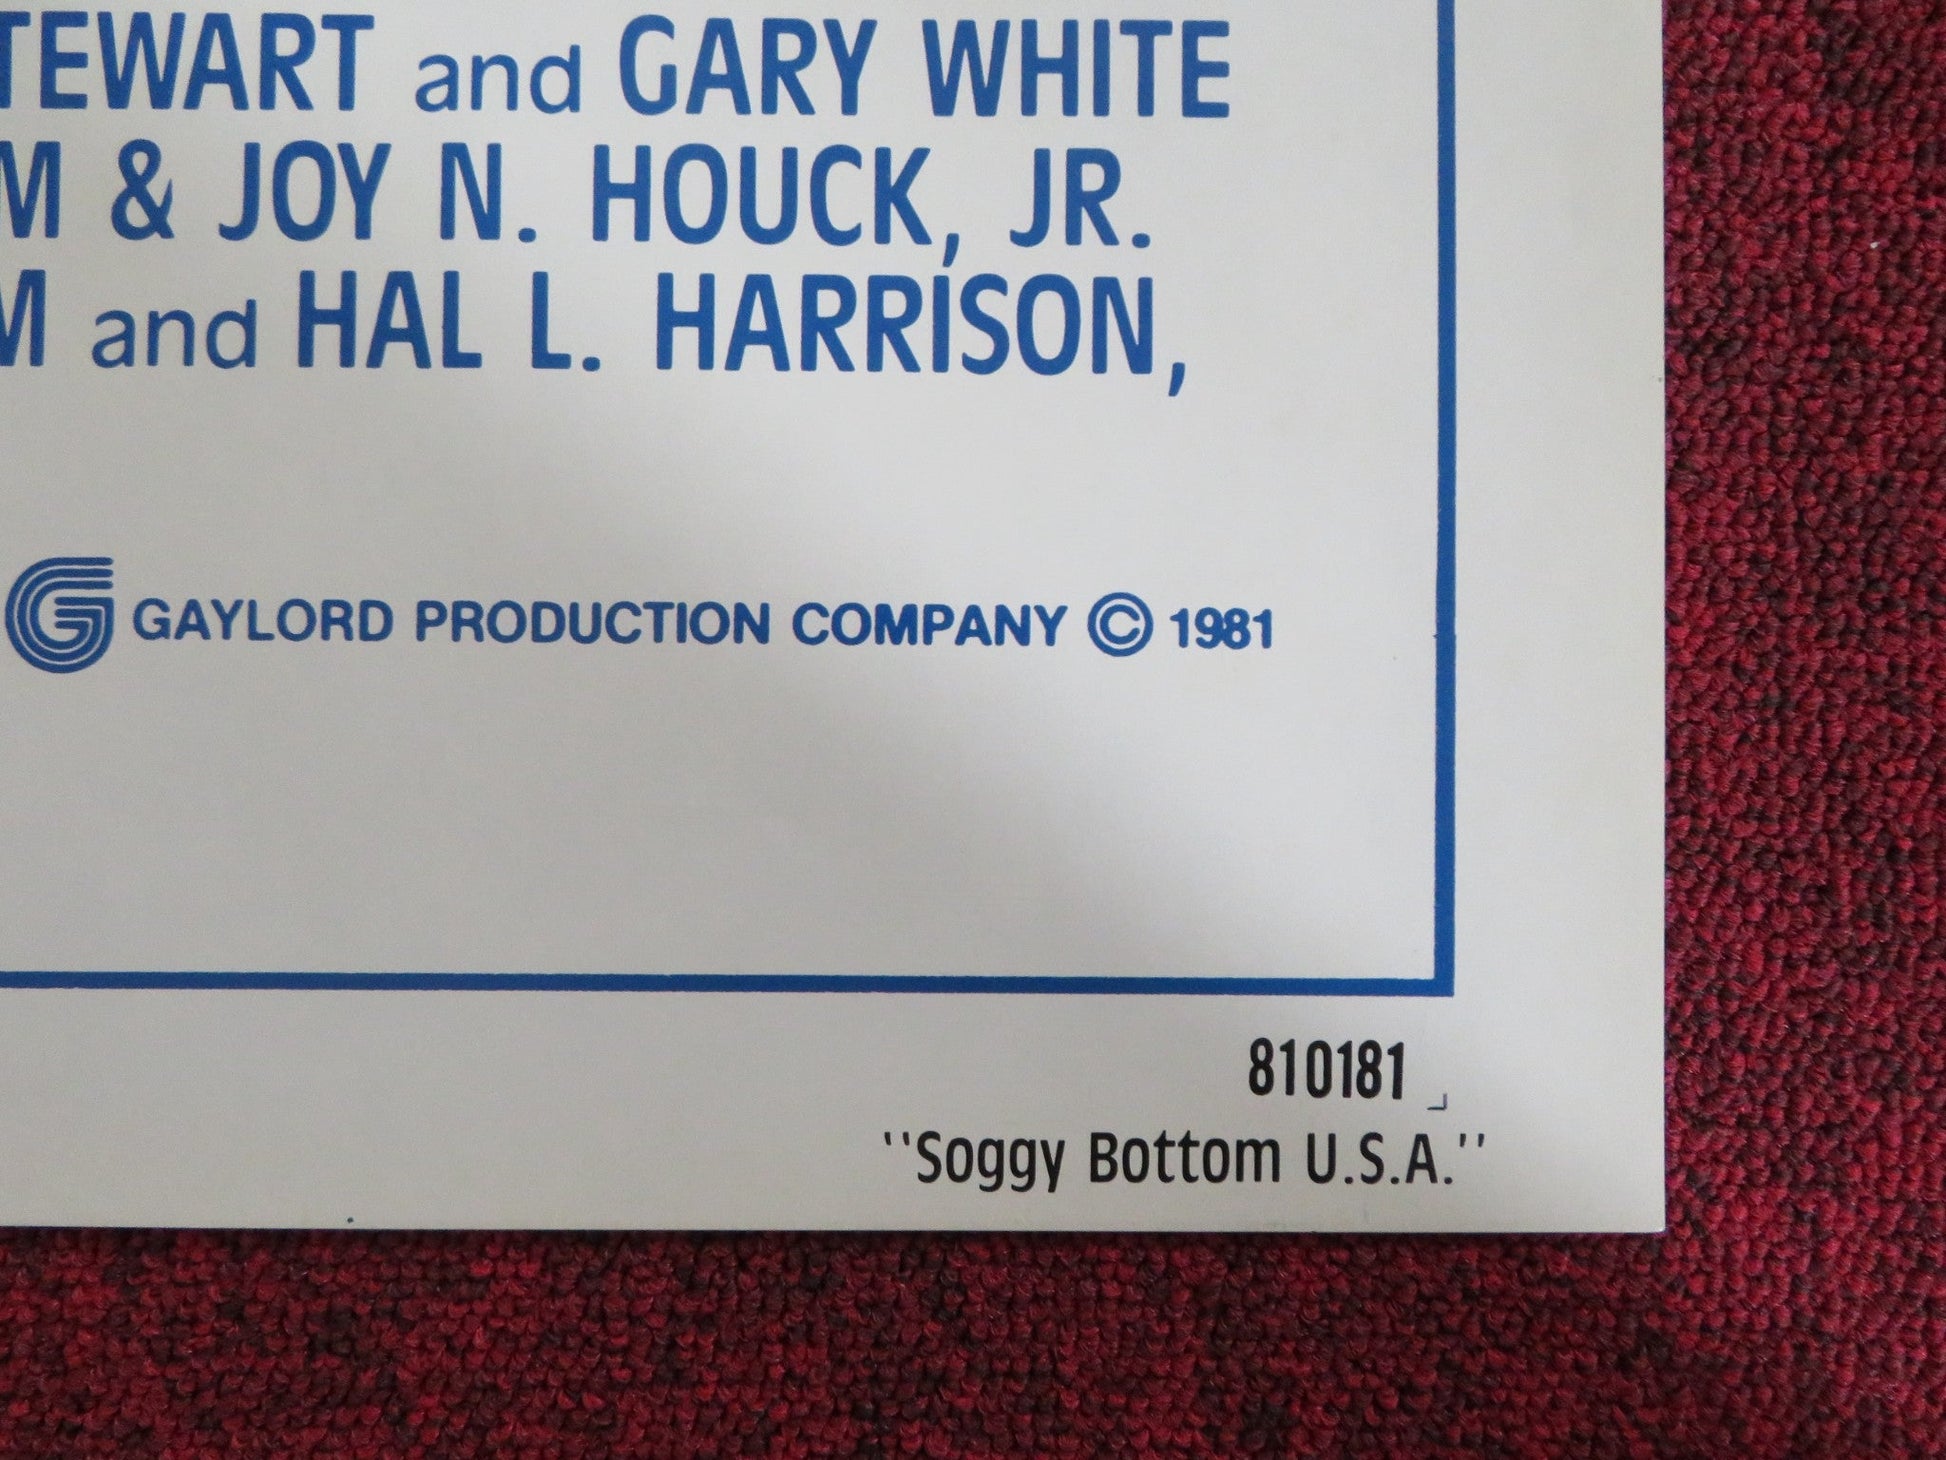 TEWART and GARY WHITE
M & JOY N. HOUCK, JR.
M and HAL L. HARRISON,
G GAYLORD PRODUCTION COMPANY © 1981
810181
''Soggy Bottom U.S.A.''